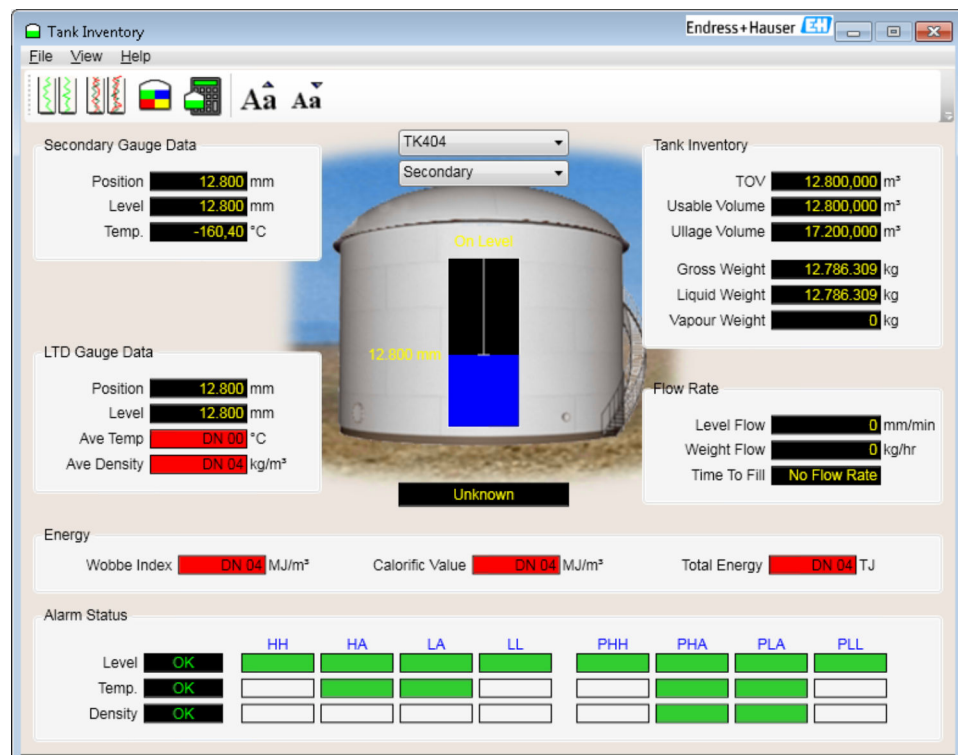 Tank Inventory
Endress+Hauser EH
File View Help
Aâ Aǎ
Secondary Gauge Data
Position 12.800 mm
Level 12.800 mm
Temp. -160,40 °C
TK404
Secondary
On Level
12.800 mm
Unknown
Tank Inventory
TOV 12.800,000 m³
Usable Volume 12.800,000 m³
Ullage Volume 17.200,000 m³
Gross Weight 12.786.309 kg
Liquid Weight 12.786.309 kg
Vapour Weight 0 kg
LTD Gauge Data
Position 12.800 mm
Level 12.800 mm
Ave Temp DN 00 °C
Ave Density DN 04 kg/m³
Flow Rate
Level Flow 0 mm/min
Weight Flow 0 kg/hr
Time To Fill No Flow Rate
Energy
Wobbe Index DN 04 MJ/m³ Calorific Value DN 04 MJ/m³ Total Energy DN 04 TJ
Alarm Status
HH HA LA LL PHH PHA PLA PLL
Level OK
Temp. OK
Density OK